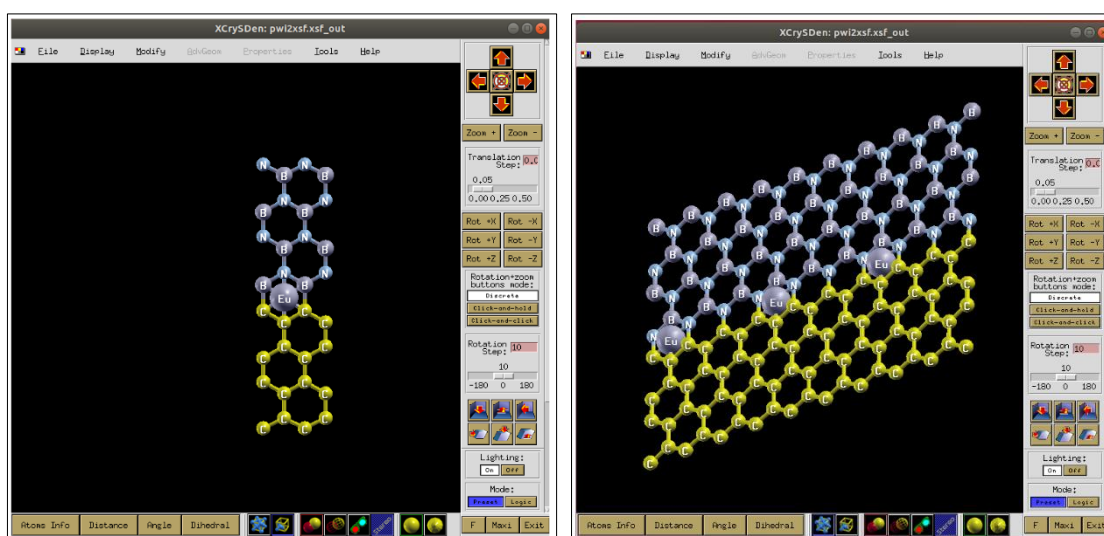 XCrySDen: pwi2xsf.xsf_out
File Display Modify AdvGeom Properties Tools Help
Zoom + Zoom -
Translation
Step: 0.0
0.05
0.00 0.25 0.50
Rot +X Rot -X
Rot +Y Rot -Y
Rot +Z Rot -Z
Rotation+zoom
buttons mode:
Discrete
Click-and-hold
Click-and-click
Rotation
Step: 10
10
-180 0 180
Lighting:
On Off
Mode:
Preset Logic
N N
B B
N
B B
N N
B B
N
B B
Eu
C C
C C
C C
C C
C C
C C
C C
Atoms Info Distance Angle Dihedral Stereo F Maxi Exit
XCrySDen: pwi2xsf.xsf_out
File Display Modify AdvGeom Properties Tools Help
Zoom + Zoom -
Translation
Step: 0.0
0.05
0.00 0.25 0.50
Rot +X Rot -X
Rot +Y Rot -Y
Rot +Z Rot -Z
Rotation+zoom
buttons mode:
Discrete
Click-and-hold
Click-and-click
Rotation
Step: 10
10
-180 0 180
Lighting:
On Off
Mode:
Preset Logic
Eu
Eu
Eu
Atoms Info Distance Angle Dihedral Stereo F Maxi Exit